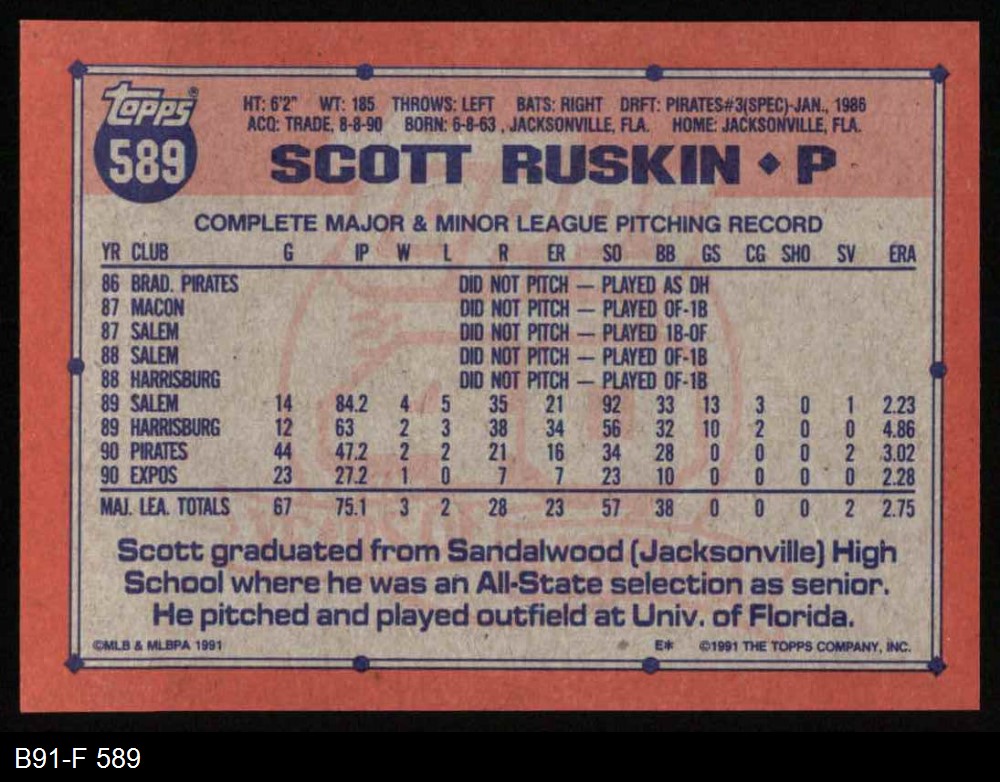 TOPPS®
589
HT: 6'2" WT: 185 THROWS: LEFT BATS: RIGHT DRFT: PIRATES#3(SPEC)-JAN., 1986
ACQ: TRADE, 8-8-90 BORN: 6-8-63, JACKSONVILLE, FLA. HOME: JACKSONVILLE, FLA.
SCOTT RUSKIN ◆ P
COMPLETE MAJOR & MINOR LEAGUE PITCHING RECORD
YR CLUB G IP W L R ER SO BB GS CG SHO SV ERA
86 BRAD. PIRATES DID NOT PITCH — PLAYED AS DH
87 MACON DID NOT PITCH — PLAYED OF-1B
87 SALEM DID NOT PITCH — PLAYED 1B-OF
88 SALEM DID NOT PITCH — PLAYED OF-1B
88 HARRISBURG DID NOT PITCH — PLAYED OF-1B
89 SALEM 14 84.2 4 5 35 21 92 33 13 3 0 1 2.23
89 HARRISBURG 12 63 2 3 38 34 56 32 10 2 0 0 4.86
90 PIRATES 44 47.2 2 2 21 16 34 28 0 0 0 2 3.02
90 EXPOS 23 27.2 1 0 7 7 23 10 0 0 0 0 2.28
MAJ. LEA. TOTALS 67 75.1 3 2 28 23 57 38 0 0 0 2 2.75
Scott graduated from Sandalwood (Jacksonville) High
School where he was an All-State selection as senior.
He pitched and played outfield at Univ. of Florida.
©MLB & MLBPA 1991 E* ©1991 THE TOPPS COMPANY, INC.
B91-F 589